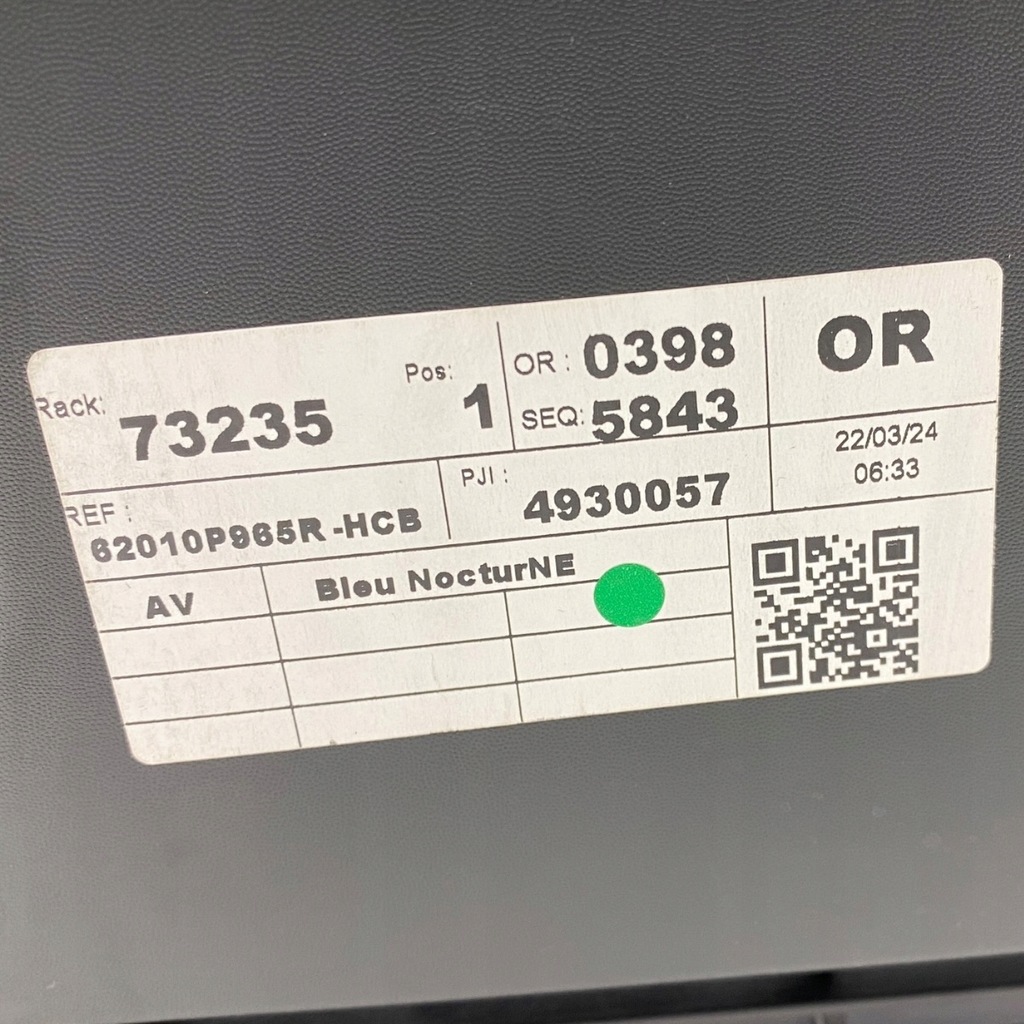 Rack: 73235 Pos: 1
OR : 0398
SEQ: 5843
OR
REF : 62010P965R -HCB
PJI : 4930057
22/03/24
06:33
AV Bleu NocturNE